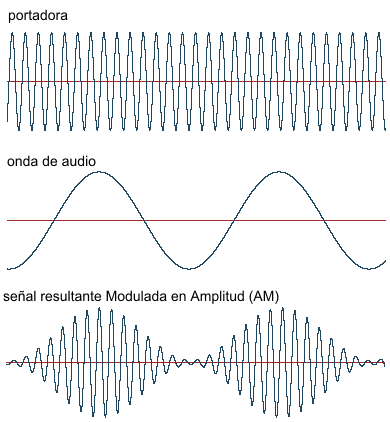 portadora
onda de audio
señal resultante Modulada en Amplitud (AM)